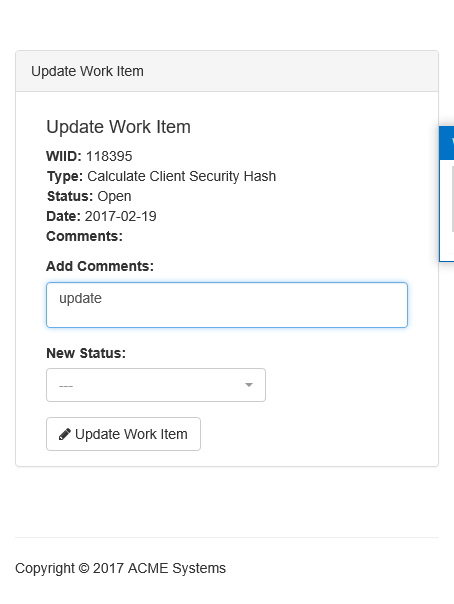 Update Work Item
Update Work Item
WIID: 118395
Type: Calculate Client Security Hash
Status: Open
Date: 2017-02-19
Comments:
Add Comments:
update
New Status:
---
Update Work Item
Copyright © 2017 ACME Systems